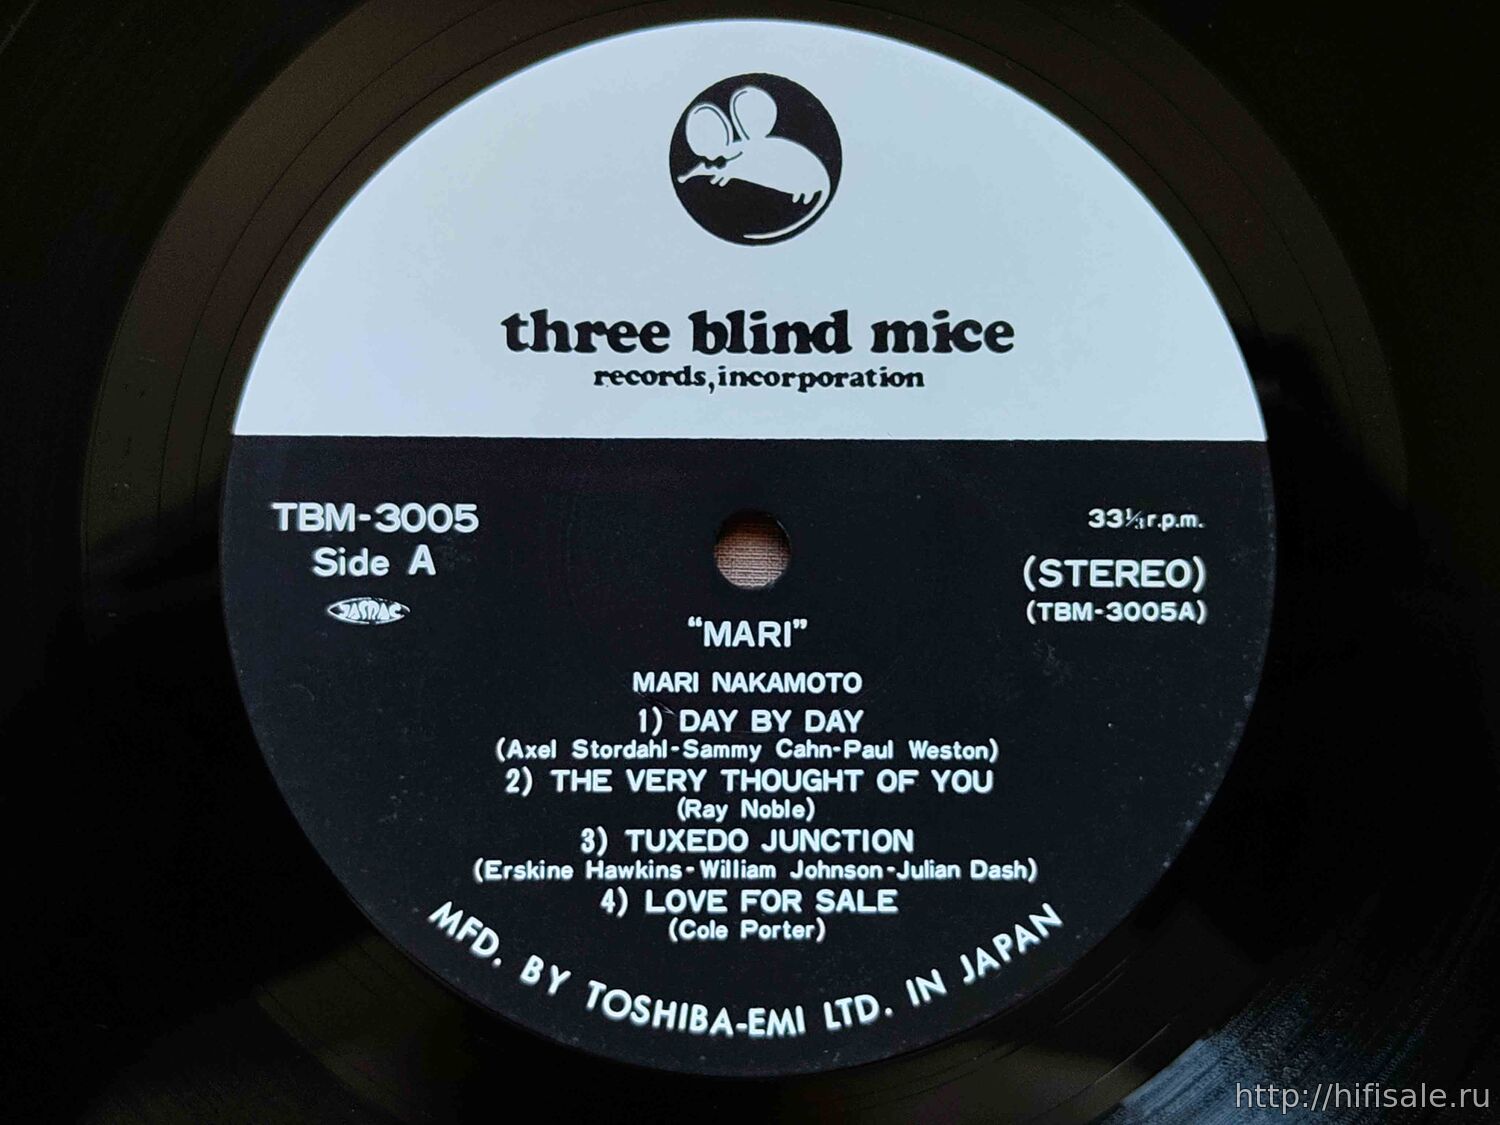 three blind mice
records, incorporation
TBM-3005
Side A
JASRAC
33⅓ r.p.m.
(STEREO)
(TBM-3005A)
“MARI”
MARI NAKAMOTO
1) DAY BY DAY
(Axel Stordahl-Sammy Cahn-Paul Weston)
2) THE VERY THOUGHT OF YOU
(Ray Noble)
3) TUXEDO JUNCTION
(Erskine Hawkins-William Johnson-Julian Dash)
4) LOVE FOR SALE
(Cole Porter)
MFD. BY TOSHIBA-EMI LTD. IN JAPAN
http://hifisale.ru